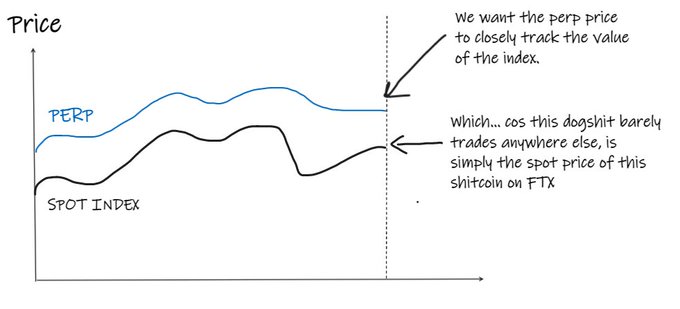 Price
We want the perp price
to closely track the value
of the index.
PERP
Which... cos this dogshit barely
trades anywhere else, is
simply the spot price of this
shitcoin on FTX
SPOT INDEX